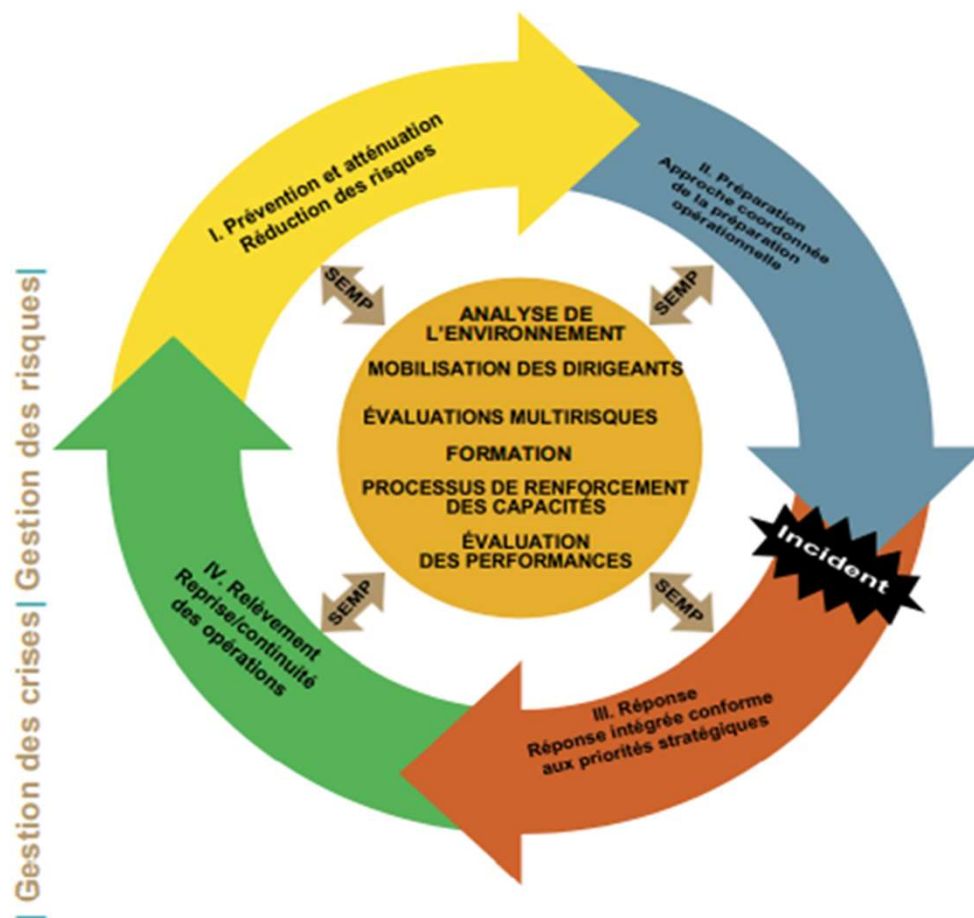 I. Prévention et atténuation
Réduction des risques
II. Préparation
Approche coordonnée
de la préparation
opérationnelle
Incident
III. Réponse
Réponse intégrée conforme
aux priorités stratégiques
IV. Relèvement
Reprise/continuité
des opérations
SEMP
SEMP
SEMP
SEMP
ANALYSE DE
L'ENVIRONNEMENT
MOBILISATION DES DIRIGEANTS
ÉVALUATIONS MULTIRISQUES
FORMATION
PROCESSUS DE RENFORCEMENT
DES CAPACITÉS
ÉVALUATION
DES PERFORMANCES
| Gestion des crises| Gestion des risques|